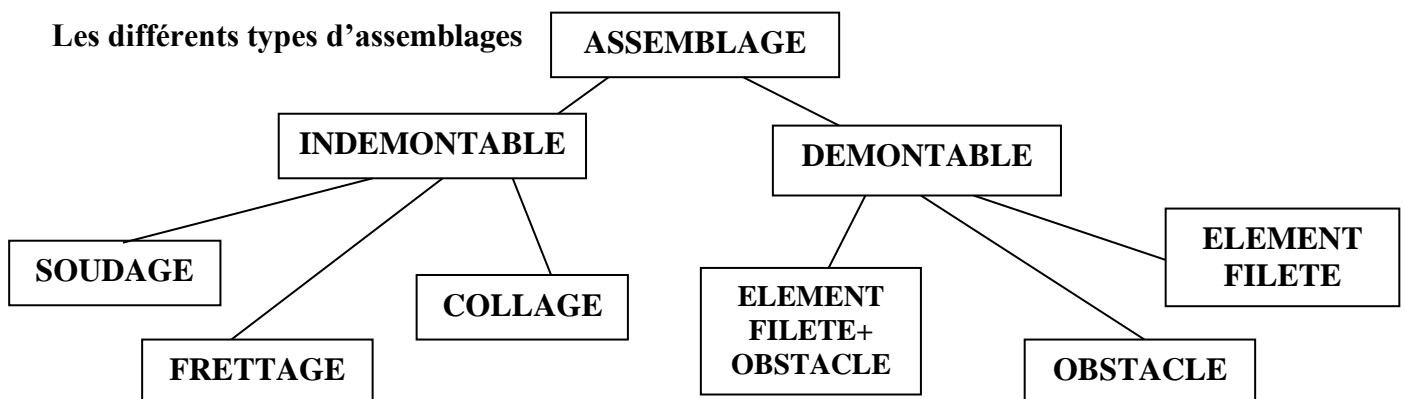 Les différents types d’assemblages
ASSEMBLAGE
INDEMONTABLE
DEMONTABLE
SOUDAGE
FRETTAGE
COLLAGE
ELEMENT
FILETE+
OBSTACLE
OBSTACLE
ELEMENT
FILETE